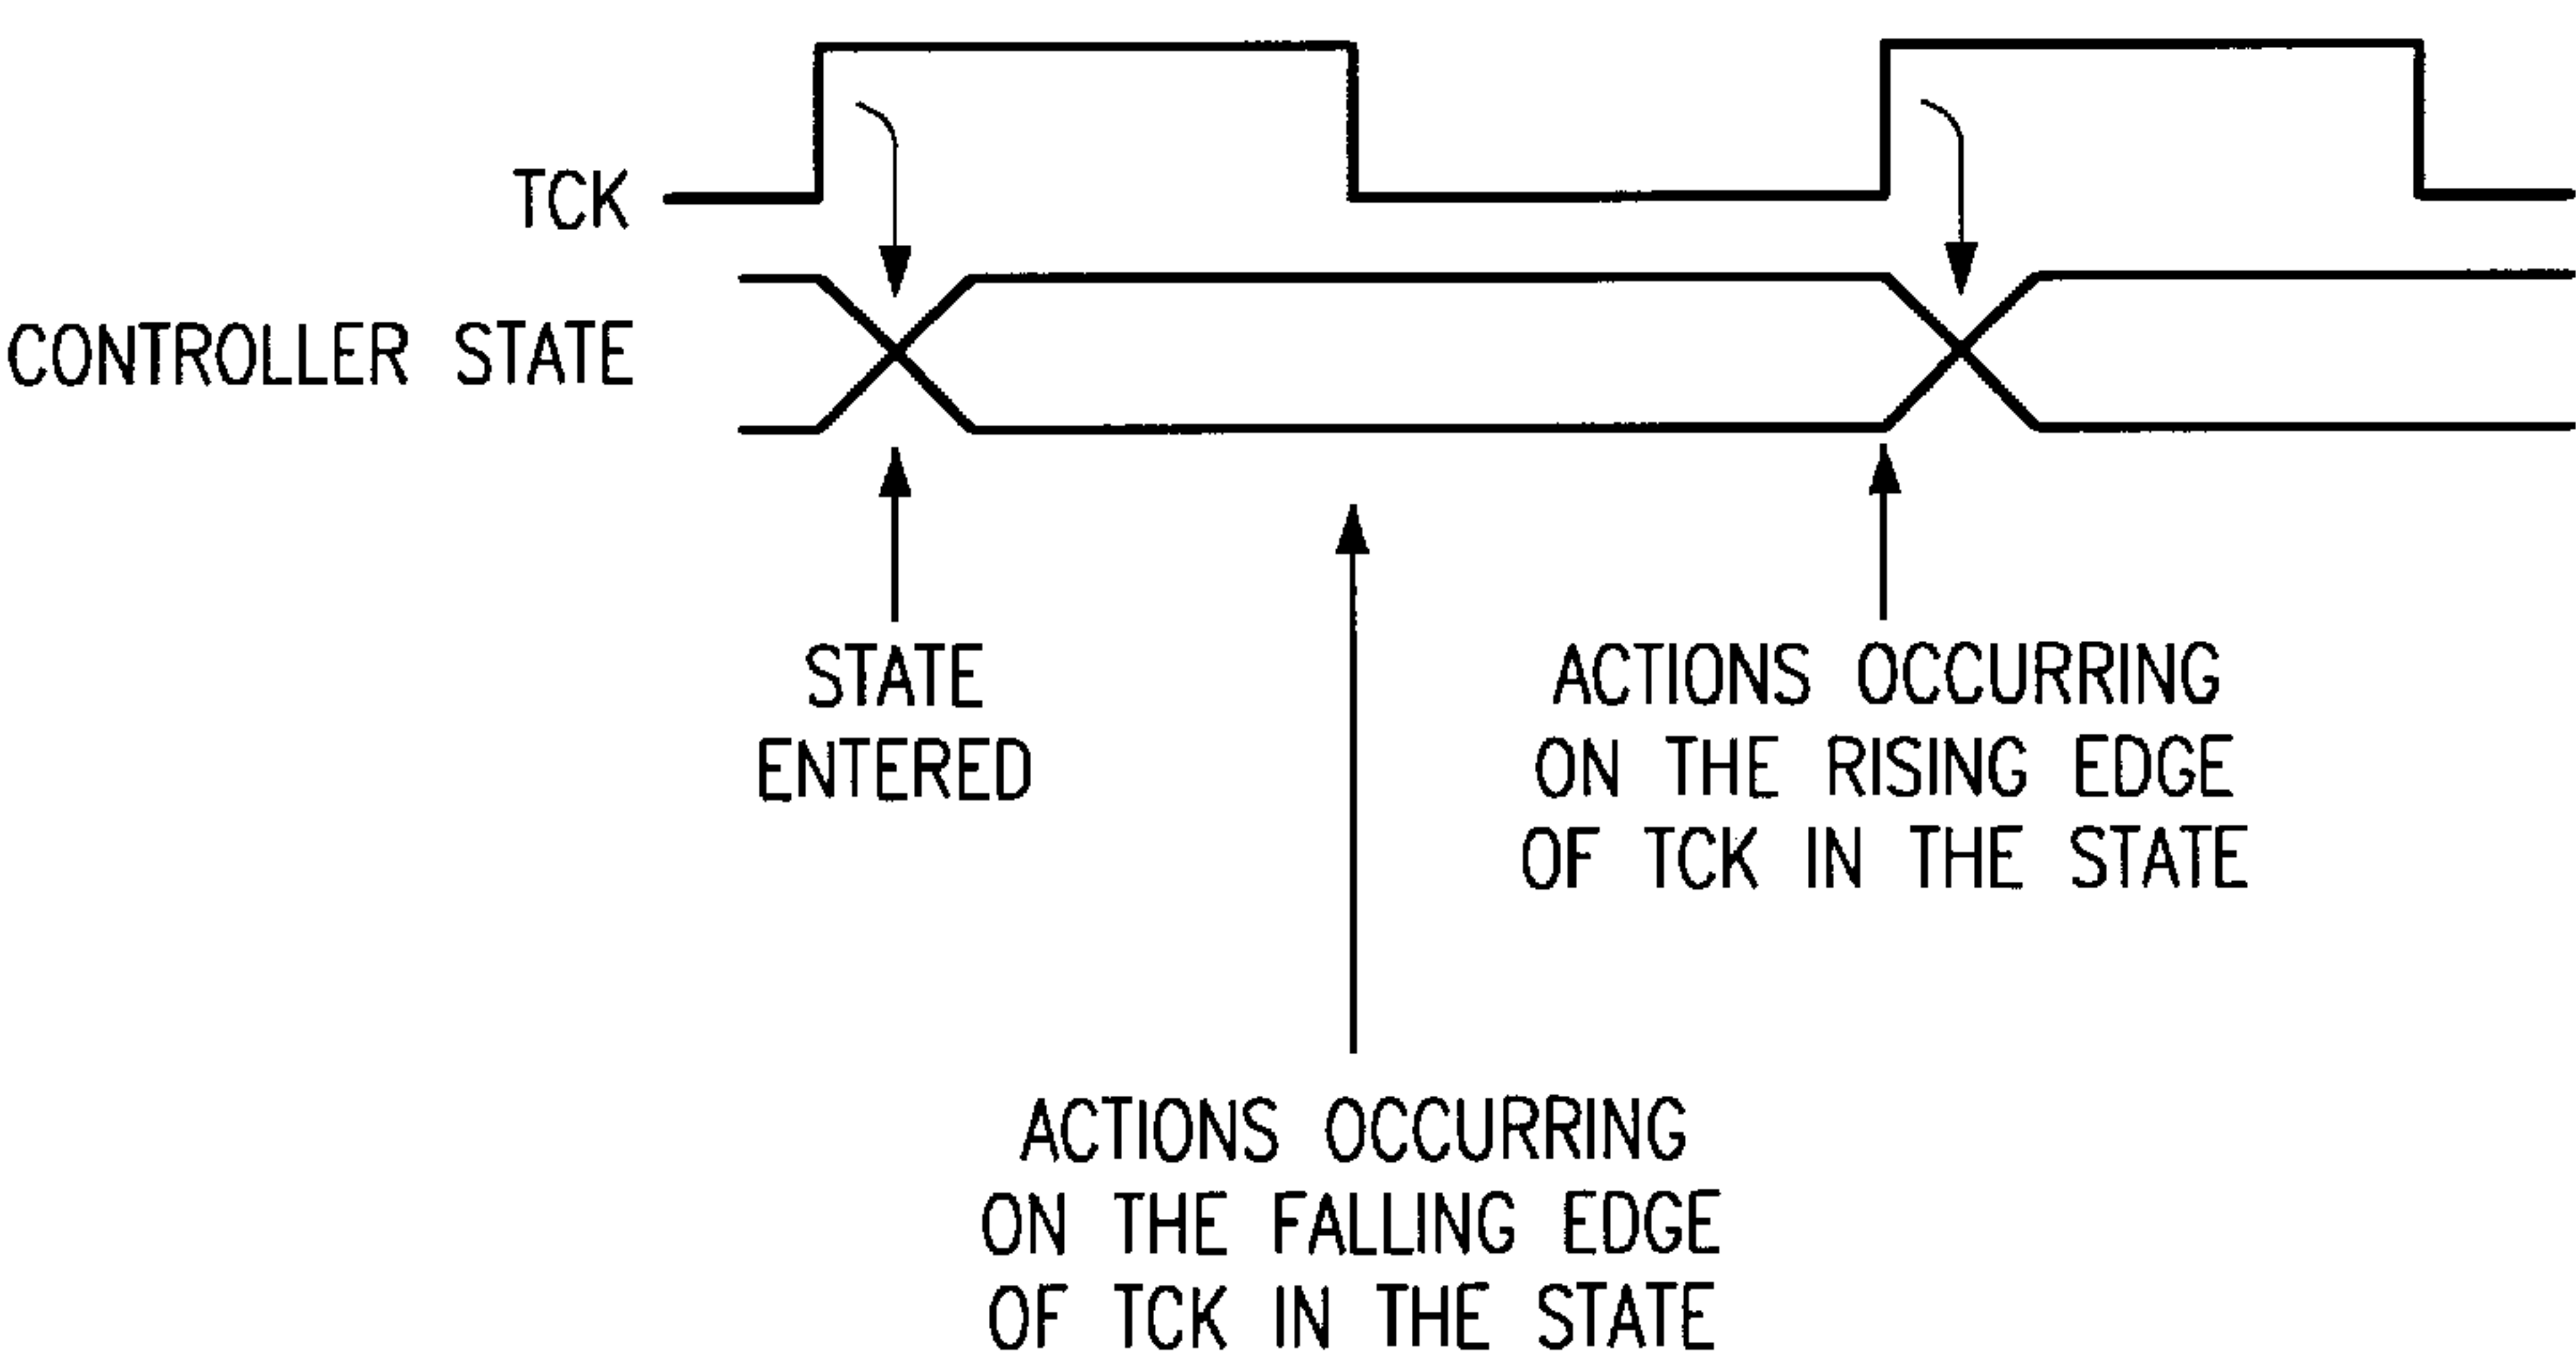 TCK
CONTROLLER STATE
STATE
ENTERED
ACTIONS OCCURRING
ON THE RISING EDGE
OF TCK IN THE STATE
ACTIONS OCCURRING
ON THE FALLING EDGE
OF TCK IN THE STATE